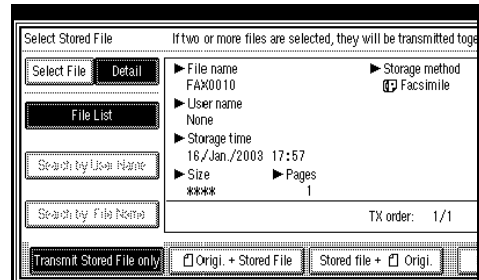 Select Stored File
If two or more files are selected, they will be transmitted toge
Select File
Detail
File List
Search by User Name
Search by File Name
► File name
FAX0010
► Storage method
Facsimile
► User name
None
► Storage time
16/Jan./2003 17:57
► Size
► Pages
****
1
TX order: 1/1
Transmit Stored File only
Origi. + Stored File
Stored file + Origi.